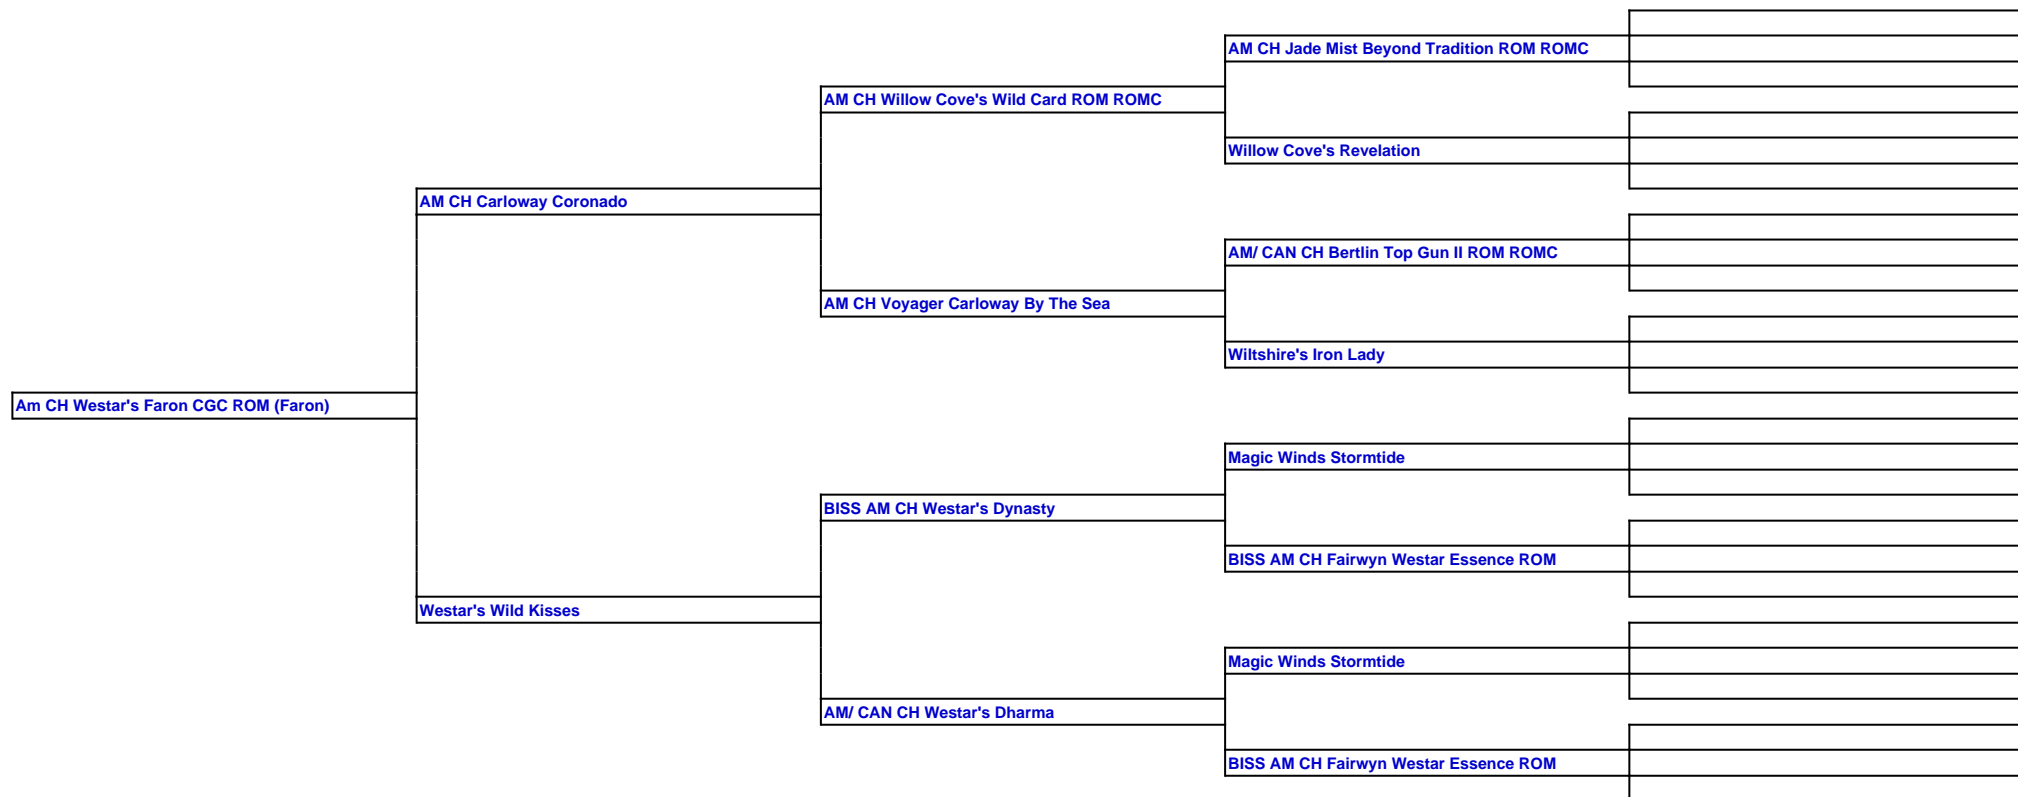 AM CH Jade Mist Beyond Tradition ROM ROMC
AM CH Willow Cove's Wild Card ROM ROMC
Willow Cove's Revelation
AM CH Carloway Coronado
AM/ CAN CH Bertlin Top Gun II ROM ROMC
AM CH Voyager Carloway By The Sea
Wiltshire's Iron Lady
Am CH Westar's Faron CGC ROM (Faron)
Magic Winds Stormtide
BISS AM CH Westar's Dynasty
BISS AM CH Fairwyn Westar Essence ROM
Westar's Wild Kisses
Magic Winds Stormtide
AM/ CAN CH Westar's Dharma
BISS AM CH Fairwyn Westar Essence ROM